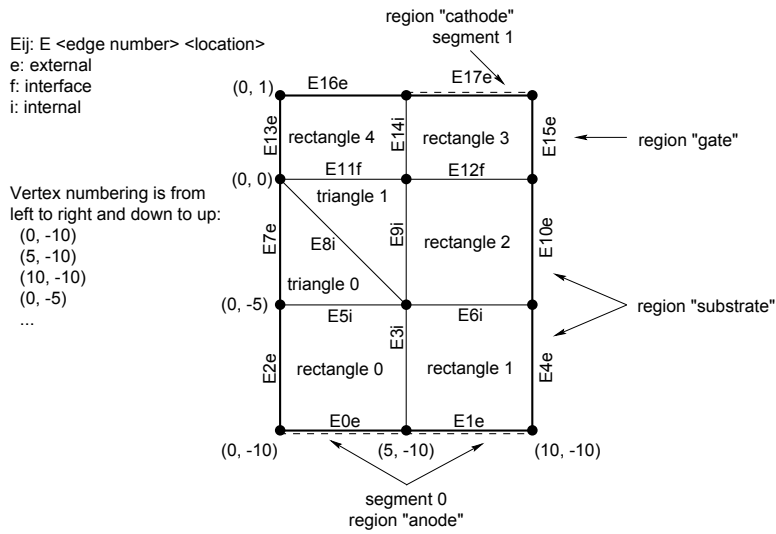 region "cathode"
segment 1
Eij: E <edge number> <location>
e: external
f: interface
i: internal
E16e
E17e
(0, 1)
E13e
rectangle 4
E14i
rectangle 3
E15e
region "gate"
E11f
E12f
(0, 0)
triangle 1
Vertex numbering is from
left to right and down to up:
(0, -10)
(5, -10)
(10, -10)
(0, -5)
...
E7e
E8i
E9i
rectangle 2
E10e
triangle 0
(0, -5)
E5i
E6i
region "substrate"
E2e
rectangle 0
E3i
rectangle 1
E4e
E0e
E1e
(0, -10)
(5, -10)
(10, -10)
segment 0
region "anode"